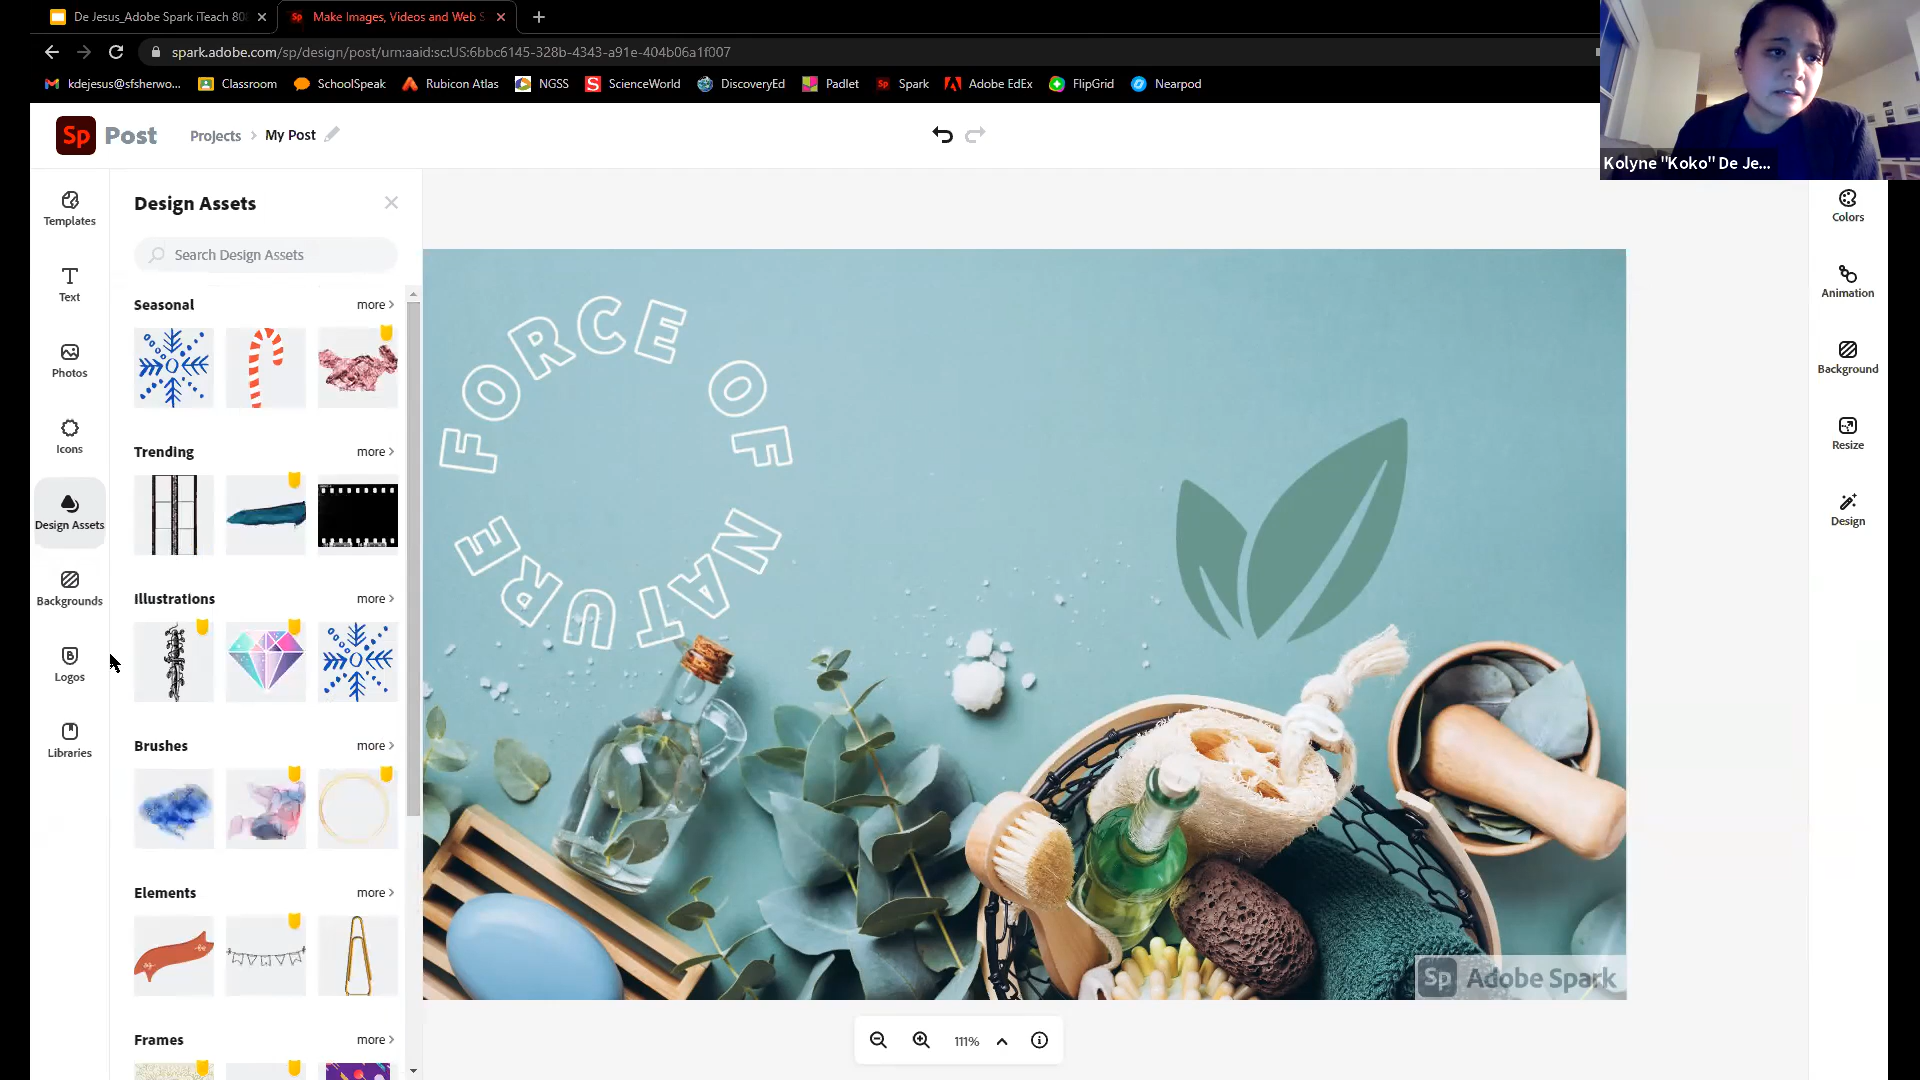 De Jesus_Adobe Spark iTeach 80
Make Images, Videos and Web S
spark.adobe.com/sp/design/post/urn:aaid:sc:US:6bbc6145-328b-4343-a91e-404b06a1f007
kdejesus@sfsherwo... Classroom SchoolSpeak Rubicon Atlas NGSS ScienceWorld DiscoveryEd Padlet Spark Adobe EdEx FlipGrid Nearpod
Kolyne "Koko" De Je...
Sp Post Projects > My Post
Templates
Text
Photos
Icons
Design Assets
Backgrounds
Logos
Libraries
Design Assets
Search Design Assets
Seasonal more >
Trending more >
Illustrations more >
Brushes more >
Elements more >
Frames more >
FORCE OF NATURE
Sp Adobe Spark
111%
Colors
Animation
Background
Resize
Design